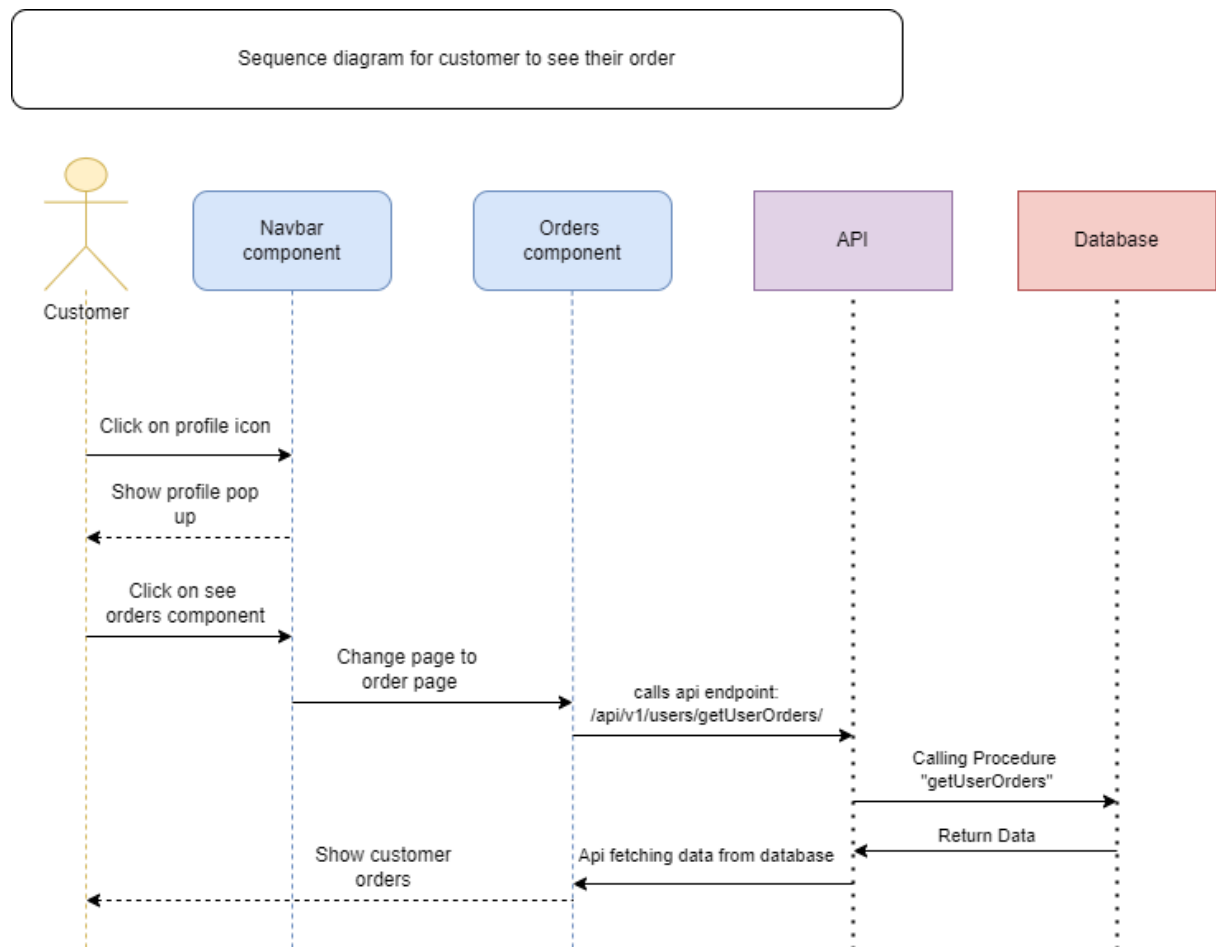 Sequence diagram for customer to see their order
Navbar
component
Orders
component
API
Database
Customer
Click on profile icon
Show profile pop
up
Click on see
orders component
Change page to
order page
calls api endpoint:
/api/v1/users/getUserOrders/
Calling Procedure
"getUserOrders"
Return Data
Api fetching data from database
Show customer
orders